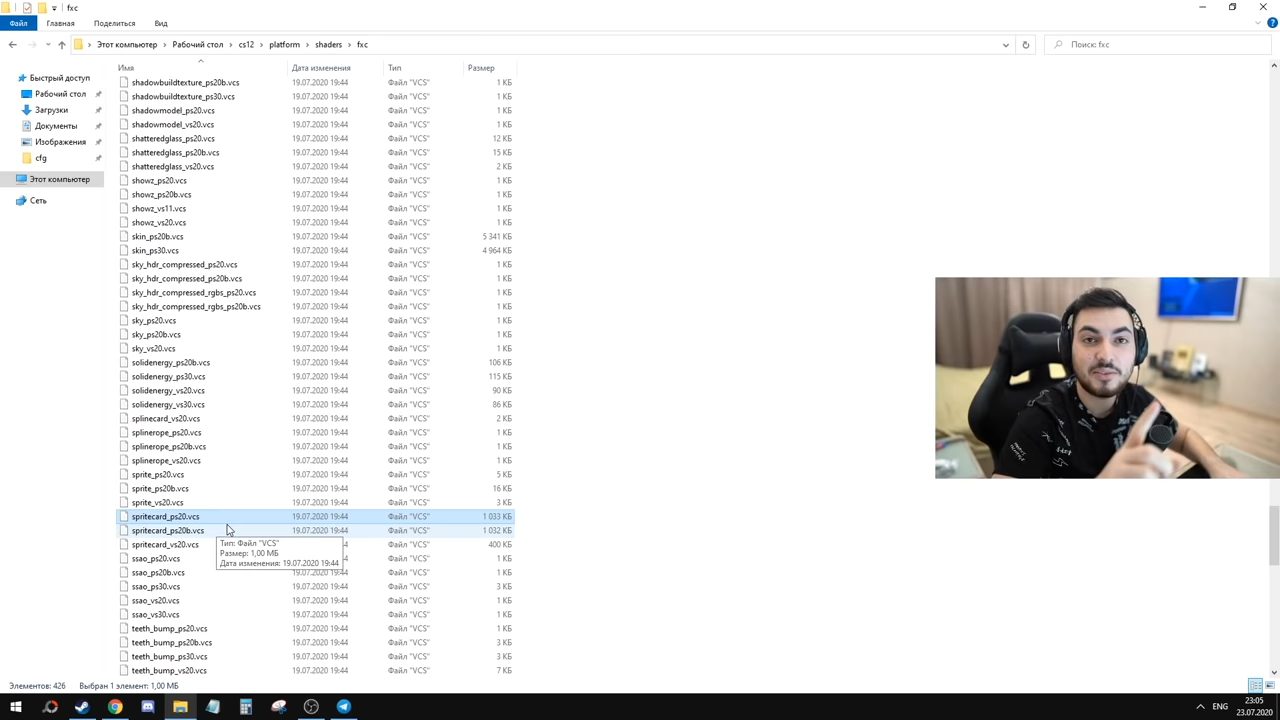 fxc
Файл Главная Поделиться Вид
Этот компьютер Рабочий стол cs12 platform shaders fxc
Поиск: fxc
Быстрый доступ
Рабочий стол
Загрузки
Документы
Изображения
cfg
Этот компьютер
Сеть
Имя Дата изменения Тип Размер
shadowbuildtexture_ps20b.vcs 19.07.2020 19:44 Файл "VCS" 1 КБ
shadowbuildtexture_ps30.vcs 19.07.2020 19:44 Файл "VCS" 1 КБ
shadowmodel_ps20.vcs 19.07.2020 19:44 Файл "VCS" 1 КБ
shadowmodel_vs20.vcs 19.07.2020 19:44 Файл "VCS" 1 КБ
shatteredglass_ps20.vcs 19.07.2020 19:44 Файл "VCS" 12 КБ
shatteredglass_ps20b.vcs 19.07.2020 19:44 Файл "VCS" 15 КБ
shatteredglass_vs20.vcs 19.07.2020 19:44 Файл "VCS" 2 КБ
showz_ps20.vcs 19.07.2020 19:44 Файл "VCS" 1 КБ
showz_ps20b.vcs 19.07.2020 19:44 Файл "VCS" 1 КБ
showz_vs11.vcs 19.07.2020 19:44 Файл "VCS" 1 КБ
showz_vs20.vcs 19.07.2020 19:44 Файл "VCS" 1 КБ
skin_ps20b.vcs 19.07.2020 19:44 Файл "VCS" 5 341 КБ
skin_ps30.vcs 19.07.2020 19:44 Файл "VCS" 4 964 КБ
sky_hdr_compressed_ps20.vcs 19.07.2020 19:44 Файл "VCS" 1 КБ
sky_hdr_compressed_ps20b.vcs 19.07.2020 19:44 Файл "VCS" 1 КБ
sky_hdr_compressed_rgbs_ps20.vcs 19.07.2020 19:44 Файл "VCS" 1 КБ
sky_hdr_compressed_rgbs_ps20b.vcs 19.07.2020 19:44 Файл "VCS" 1 КБ
sky_ps20.vcs 19.07.2020 19:44 Файл "VCS" 1 КБ
sky_ps20b.vcs 19.07.2020 19:44 Файл "VCS" 1 КБ
sky_vs20.vcs 19.07.2020 19:44 Файл "VCS" 1 КБ
solidenergy_ps20b.vcs 19.07.2020 19:44 Файл "VCS" 106 КБ
solidenergy_ps30.vcs 19.07.2020 19:44 Файл "VCS" 115 КБ
solidenergy_vs20.vcs 19.07.2020 19:44 Файл "VCS" 90 КБ
solidenergy_vs30.vcs 19.07.2020 19:44 Файл "VCS" 86 КБ
splinecard_vs20.vcs 19.07.2020 19:44 Файл "VCS" 2 КБ
splinerope_ps20.vcs 19.07.2020 19:44 Файл "VCS" 1 КБ
splinerope_ps20b.vcs 19.07.2020 19:44 Файл "VCS" 1 КБ
splinerope_vs20.vcs 19.07.2020 19:44 Файл "VCS" 1 КБ
sprite_ps20.vcs 19.07.2020 19:44 Файл "VCS" 5 КБ
sprite_ps20b.vcs 19.07.2020 19:44 Файл "VCS" 16 КБ
sprite_vs20.vcs 19.07.2020 19:44 Файл "VCS" 3 КБ
spritecard_ps20.vcs 19.07.2020 19:44 Файл "VCS" 1 033 КБ
spritecard_ps20b.vcs 19.07.2020 19:44 Файл "VCS" 1 032 КБ
spritecard_vs20.vcs :44 Файл "VCS" 400 КБ
Тип: Файл "VCS"
Размер: 1,00 МБ
Дата изменения: 19.07.2020 19:44
ssao_ps20.vcs :44 Файл "VCS" 1 КБ
ssao_ps20b.vcs 19.07.2020 19:44 Файл "VCS" 1 КБ
ssao_ps30.vcs 19.07.2020 19:44 Файл "VCS" 3 КБ
ssao_vs20.vcs 19.07.2020 19:44 Файл "VCS" 1 КБ
ssao_vs30.vcs 19.07.2020 19:44 Файл "VCS" 1 КБ
teeth_bump_ps20.vcs 19.07.2020 19:44 Файл "VCS" 1 КБ
teeth_bump_ps20b.vcs 19.07.2020 19:44 Файл "VCS" 3 КБ
teeth_bump_ps30.vcs 19.07.2020 19:44 Файл "VCS" 3 КБ
teeth_bump_vs20.vcs 19.07.2020 19:44 Файл "VCS" 7 КБ
Элементов: 426 Выбран 1 элемент: 1,00 МБ
ENG
23:05
23.07.2020